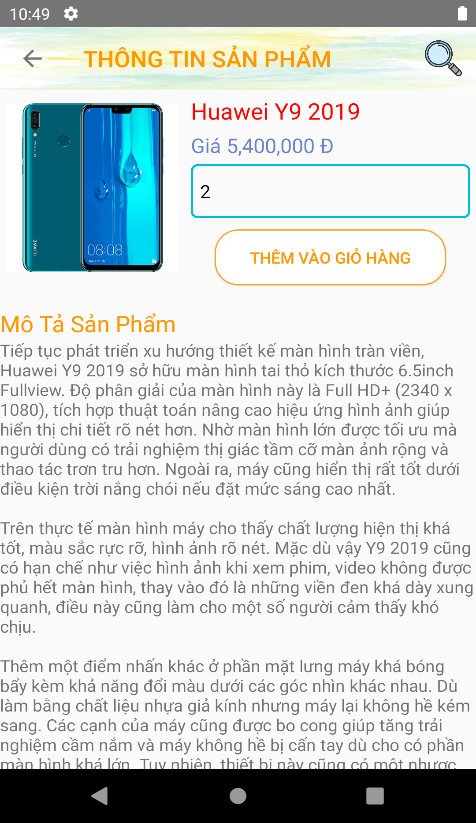 10:49
THÔNG TIN SẢN PHẨM
Huawei Y9 2019
Giá 5,400,000 Đ
2
THÊM VÀO GIỎ HÀNG
08:08
HUAWEI
Mô Tả Sản Phẩm
Tiếp tục phát triển xu hướng thiết kế màn hình tràn viền,
Huawei Y9 2019 sở hữu màn hình tai thỏ kích thước 6.5inch
Fullview. Độ phân giải của màn hình này là Full HD+ (2340 x
1080), tích hợp thuật toán nâng cao hiệu ứng hình ảnh giúp
hiển thị chi tiết rõ nét hơn. Nhờ màn hình lớn được tối ưu mà
người dùng có trải nghiệm thị giác tầm cỡ màn ảnh rộng và
thao tác trơn tru hơn. Ngoài ra, máy cũng hiển thị rất tốt dưới
điều kiện trời nắng chói nếu đặt mức sáng cao nhất.
Trên thực tế màn hình máy cho thấy chất lượng hiện thị khá
tốt, màu sắc rực rỡ, hình ảnh rõ nét. Mặc dù vậy Y9 2019 cũng
có hạn chế như việc hình ảnh khi xem phim, video không được
phủ hết màn hình, thay vào đó là những viền đen khá dày xung
quanh, điều này cũng làm cho một số người cảm thấy khó
chịu.
Thêm một điểm nhấn khác ở phần mặt lưng máy khá bóng
bẩy kèm khả năng đổi màu dưới các góc nhìn khác nhau. Dù
làm bằng chất liệu nhựa giả kính nhưng máy lại không hề kém
sang. Các cạnh của máy cũng được bo cong giúp tăng trải
nghiệm cầm nắm và máy không hề bị cấn tay dù cho có phần
màn hình khá lớn. Tuy nhiên, thiết bị này cũng có một nhược